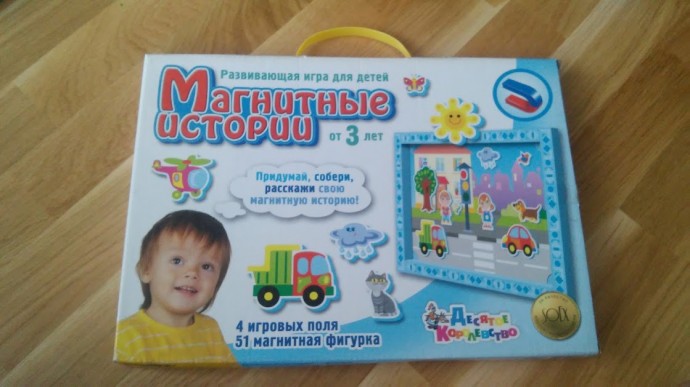 Развивающая игра для детей
Магнитные
истории
от 3 лет
Придумай, собери,
расскажи свою
магнитную историю!
4 игровых поля
51 магнитная фигурка
Десятое
Королевство